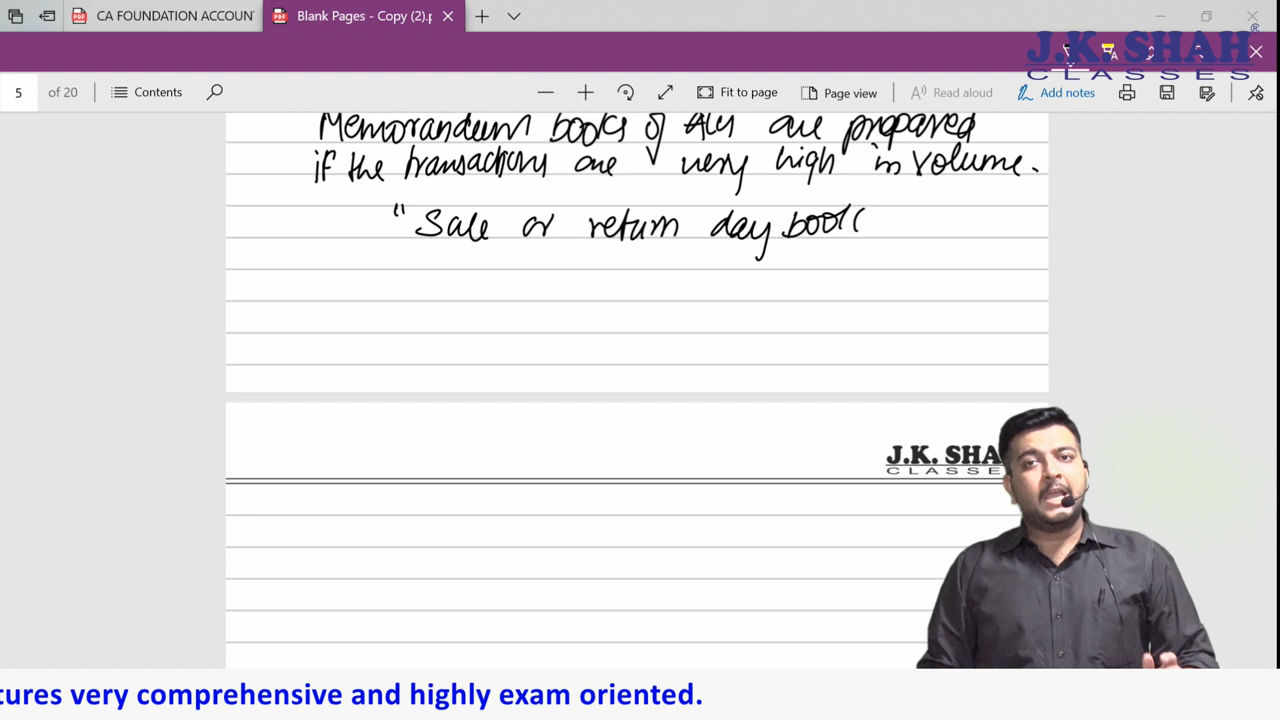 CA FOUNDATION ACCOUN
Blank Pages - Copy (2).p
J.K. SHAH®
CLASSES
5 of 20
Contents
Fit to page
Page view
Read aloud
Add notes
Memorandum books of A/cs are prepared
if the transactions are very high in volume.
"Sale or return day book
J.K. SHA
CLASSE
tures very comprehensive and highly exam oriented.